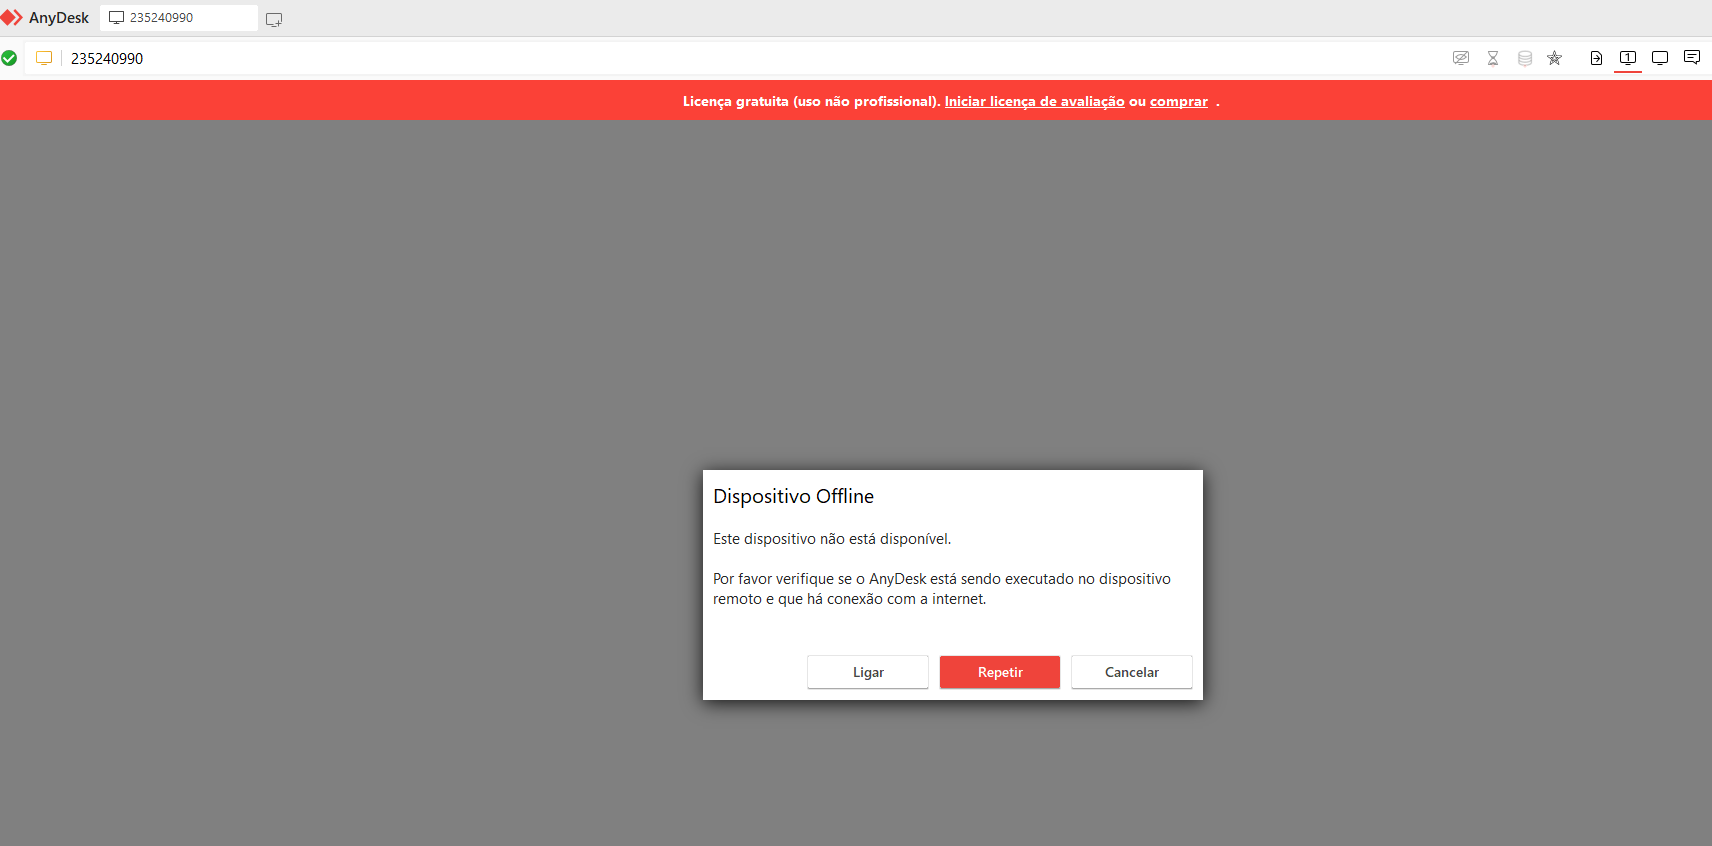 AnyDesk
235240990
235240990
1
Licença gratuita (uso não profissional). Iniciar licença de avaliação ou comprar .
Dispositivo Offline
Este dispositivo não está disponível.
Por favor verifique se o AnyDesk está sendo executado no dispositivo
remoto e que há conexão com a internet.
Ligar
Repetir
Cancelar